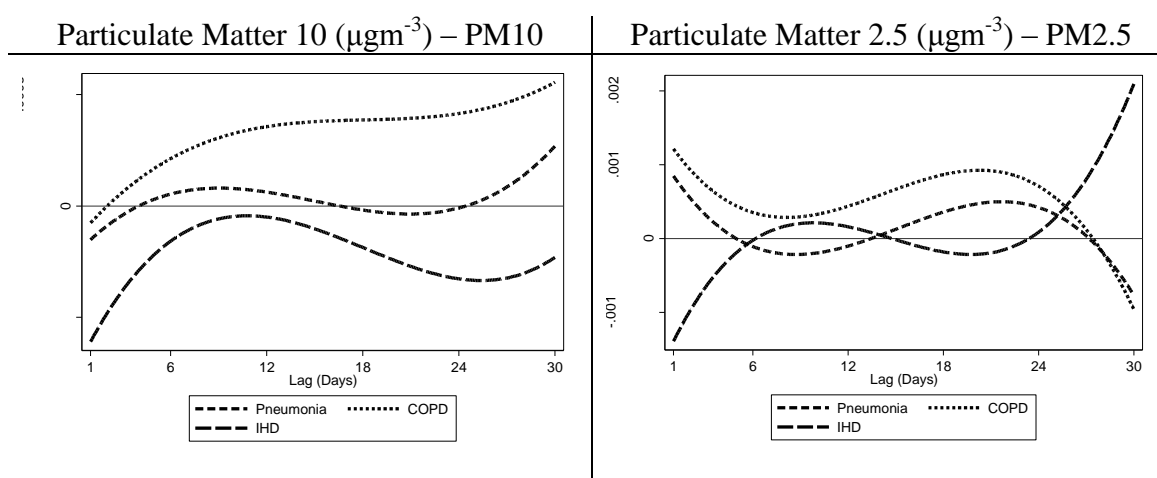 Particulate Matter 10 (μgm⁻³) – PM10
0
1 6 12 18 24 30
Lag (Days)
Pneumonia COPD
IHD
Particulate Matter 2.5 (μgm⁻³) – PM2.5
.002
.001
0
-.001
1 6 12 18 24 30
Lag (Days)
Pneumonia COPD
IHD